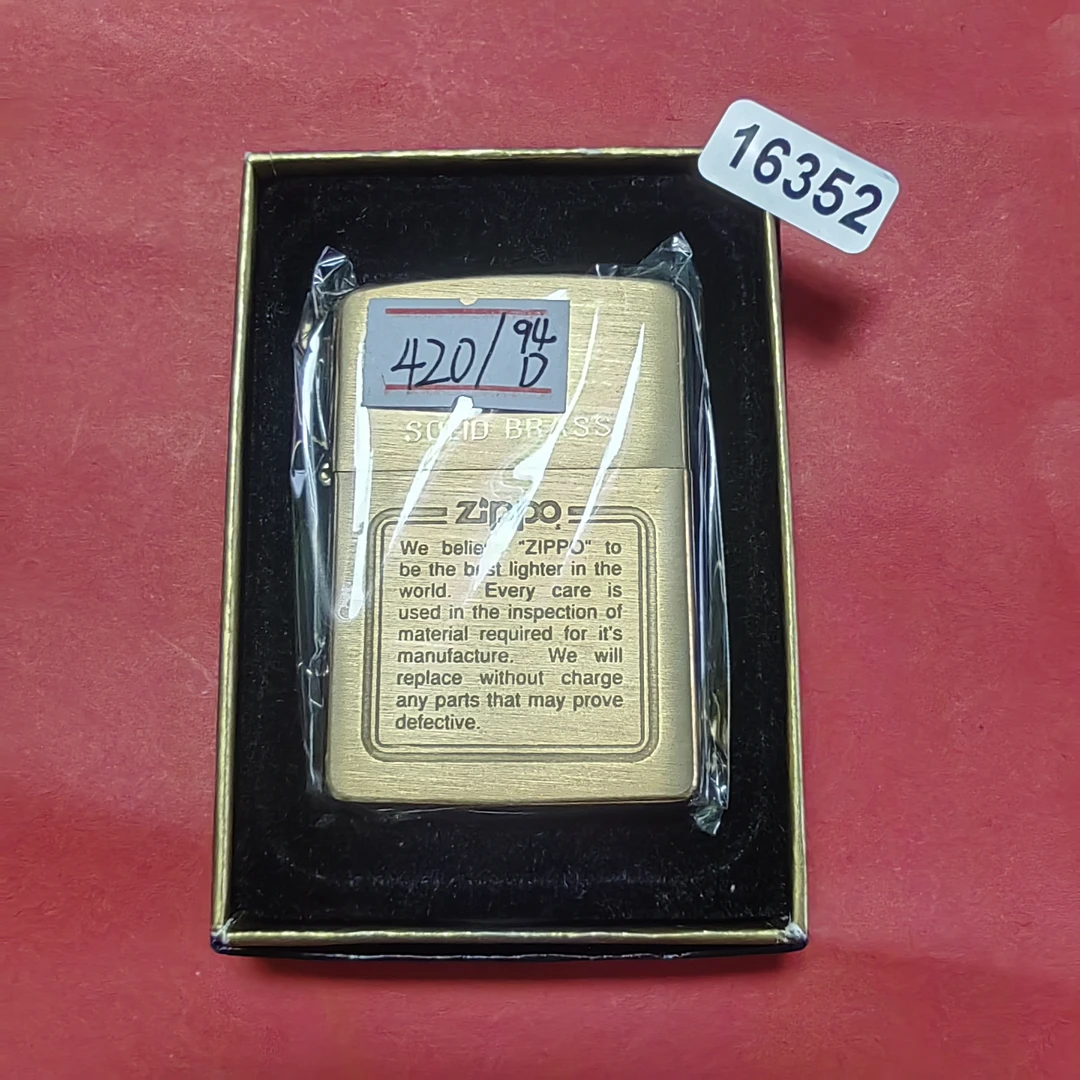 16352
420/94
D
SOLID BRASS
zippo
We believe "ZIPPO" to
be the best lighter in the
world. Every care is
used in the inspection of
material required for it's
manufacture. We will
replace without charge
any parts that may prove
defective.